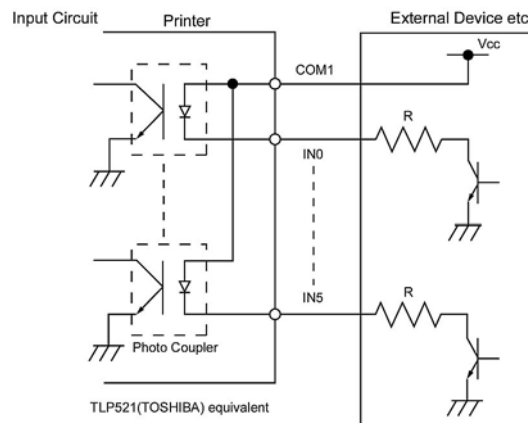 Input Circuit
Printer
External Device etc
Vcc
COM1
R
IN0
R
IN5
Photo Coupler
TLP521(TOSHIBA) equivalent